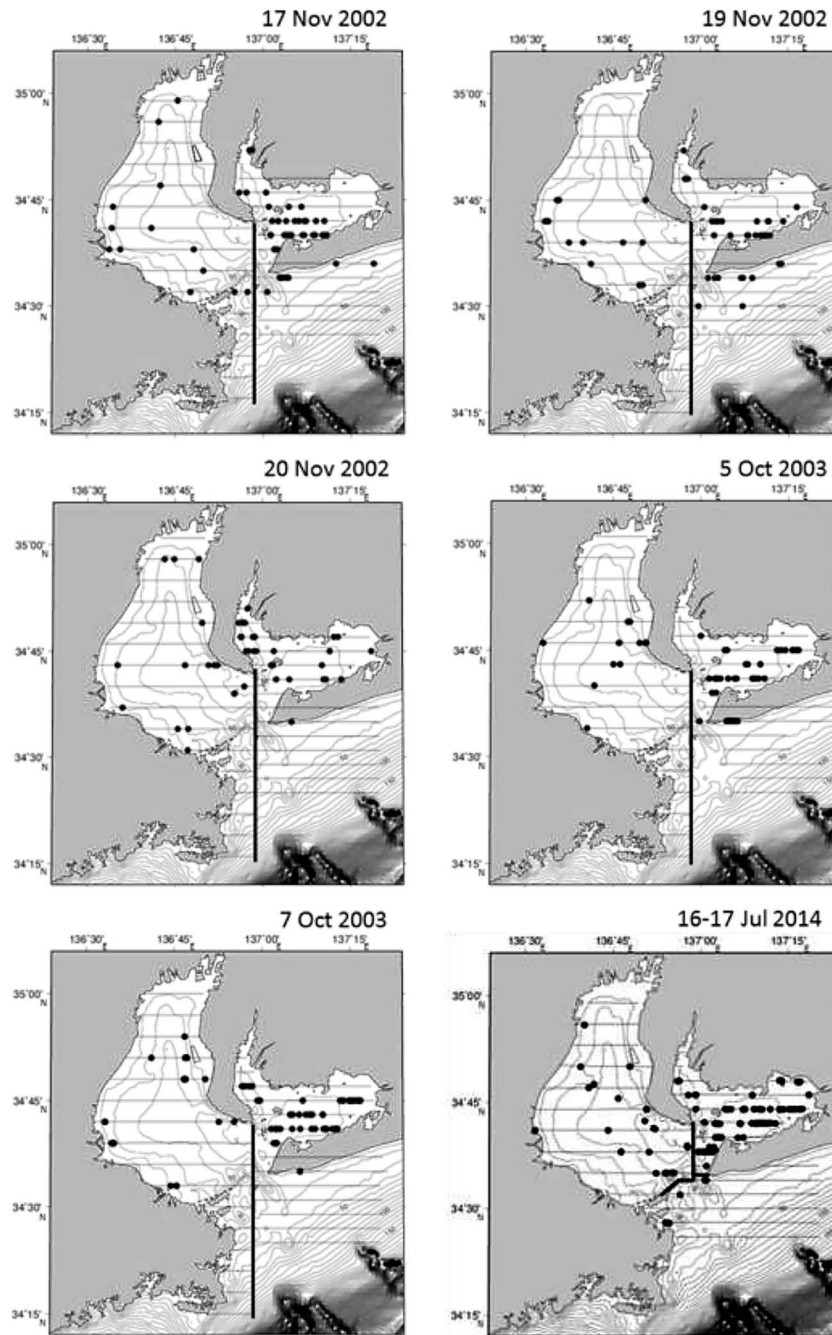 17 Nov 2002
136˚30' E 136˚45' E 137˚00' E 137˚15' E
35˚00' N
34˚45' N
34˚30' N
34˚15' N
19 Nov 2002
136˚30' E 136˚45' E 137˚00' E 137˚15' E
35˚00' N
34˚45' N
34˚30' N
34˚15' N
20 Nov 2002
136˚30' E 136˚45' E 137˚00' E 137˚15' E
35˚00' N
34˚45' N
34˚30' N
34˚15' N
5 Oct 2003
136˚30' E 136˚45' E 137˚00' E 137˚15' E
35˚00' N
34˚45' N
34˚30' N
34˚15' N
7 Oct 2003
136˚30' E 136˚45' E 137˚00' E 137˚15' E
35˚00' N
34˚45' N
34˚30' N
34˚15' N
16-17 Jul 2014
136˚30' E 136˚45' E 137˚00' E 137˚15' E
35˚00' N
34˚45' N
34˚30' N
34˚15' N